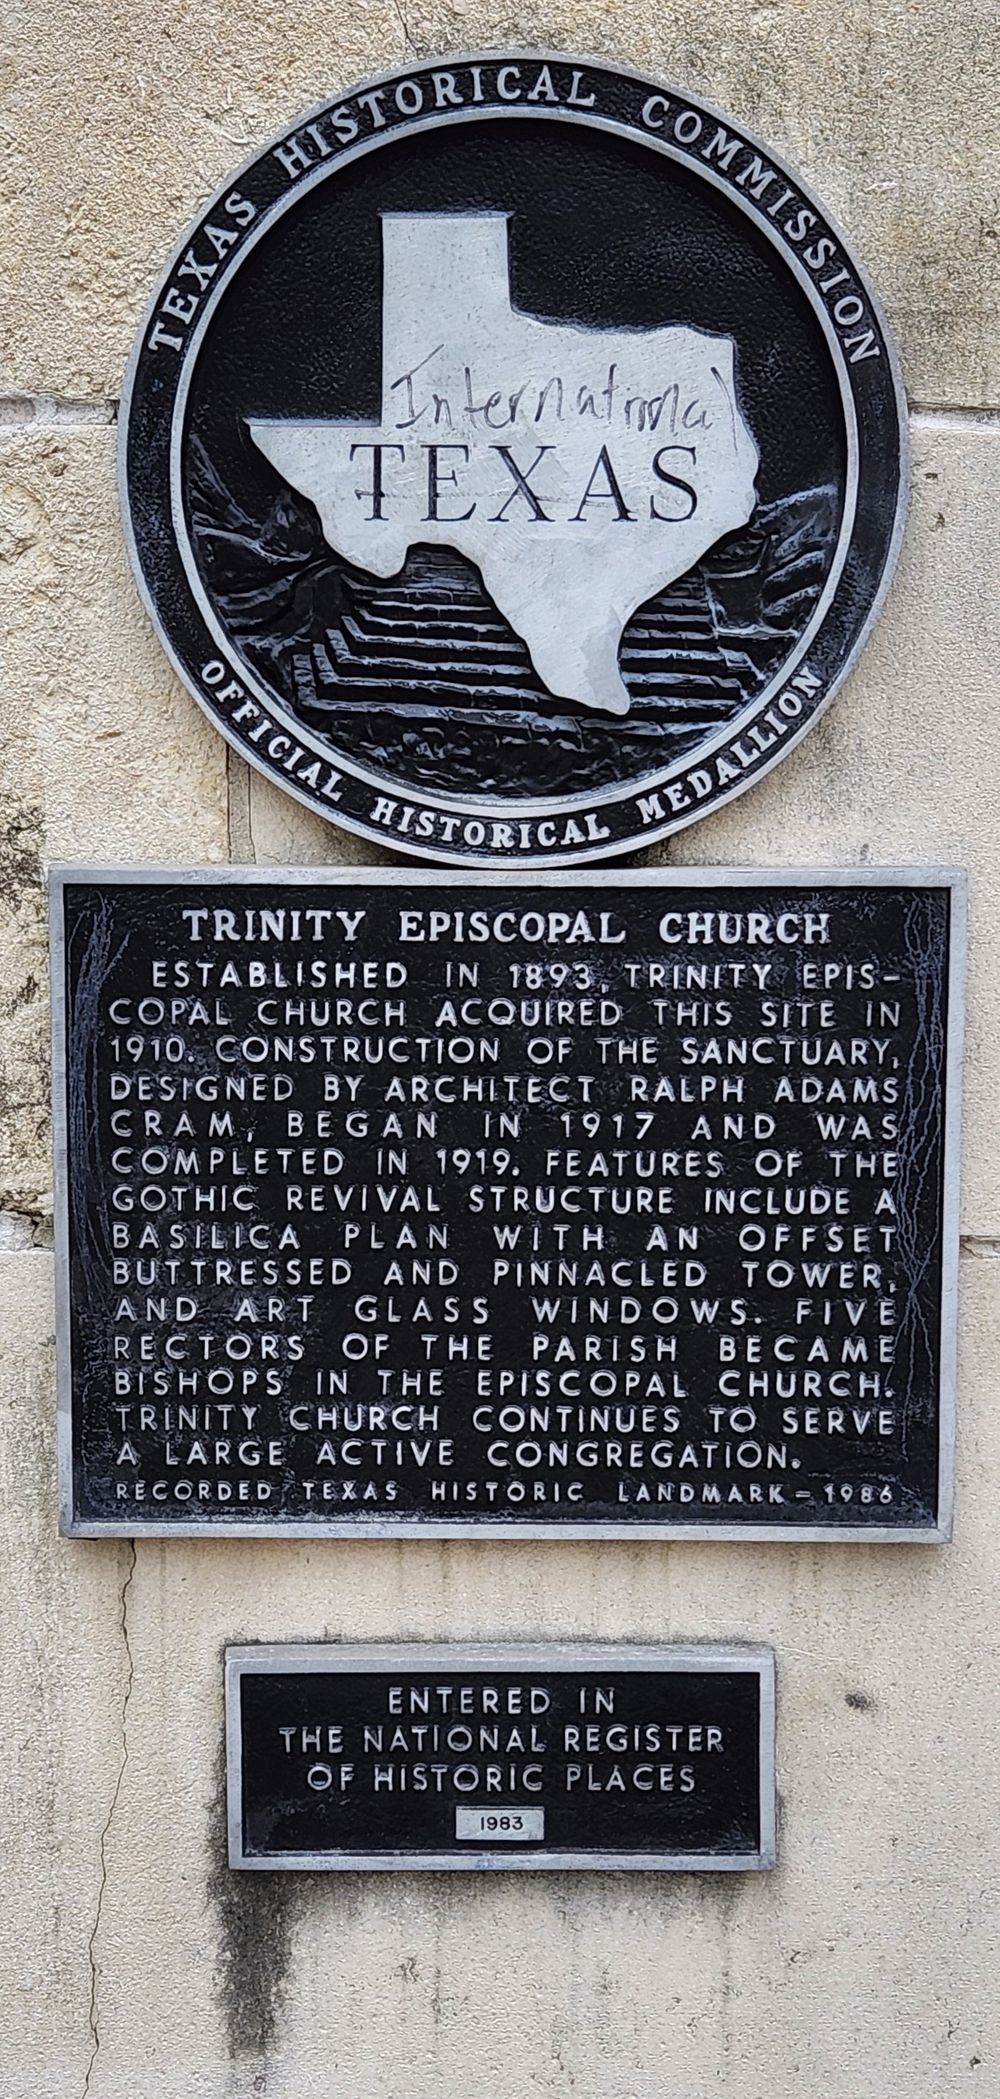 TEXAS HISTORICAL COMMISSION
International
TEXAS
OFFICIAL HISTORICAL MEDALLION
TRINITY EPISCOPAL CHURCH
ESTABLISHED IN 1893, TRINITY EPIS-
COPAL CHURCH ACQUIRED THIS SITE IN
1910. CONSTRUCTION OF THE SANCTUARY,
DESIGNED BY ARCHITECT RALPH ADAMS
CRAM, BEGAN IN 1917 AND WAS
COMPLETED IN 1919. FEATURES OF THE
GOTHIC REVIVAL STRUCTURE INCLUDE A
BASILICA PLAN WITH AN OFFSET
BUTTRESSED AND PINNACLED TOWER,
AND ART GLASS WINDOWS. FIVE
RECTORS OF THE PARISH BECAME
BISHOPS IN THE EPISCOPAL CHURCH.
TRINITY CHURCH CONTINUES TO SERVE
A LARGE ACTIVE CONGREGATION.
RECORDED TEXAS HISTORIC LANDMARK – 1986
ENTERED IN
THE NATIONAL REGISTER
OF HISTORIC PLACES
1983